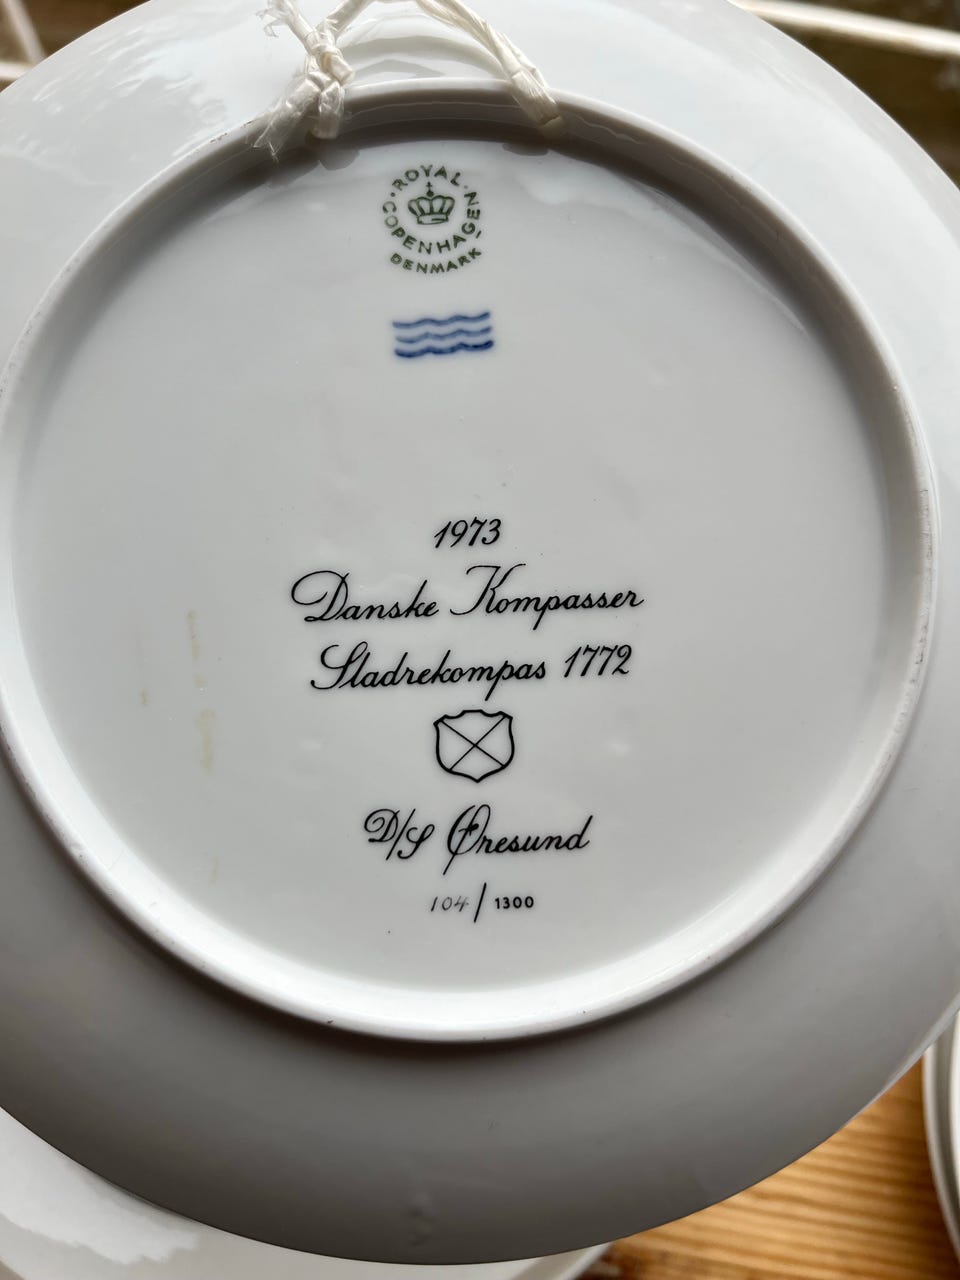 ROYAL COPENHAGEN
DENMARK
1973
Danske Kompasser
Sladrekompas 1772
D/S Øresund
104/1300